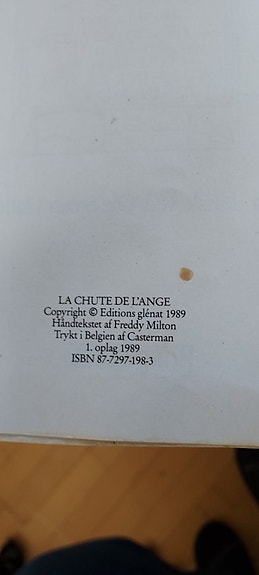 LA CHUTE DE L'ANGE
Copyright © Editions glénat 1989
Håndtekstet af Freddy Milton
Trykt i Belgien af Casterman
1. oplag 1989
ISBN 87-7297-198-3